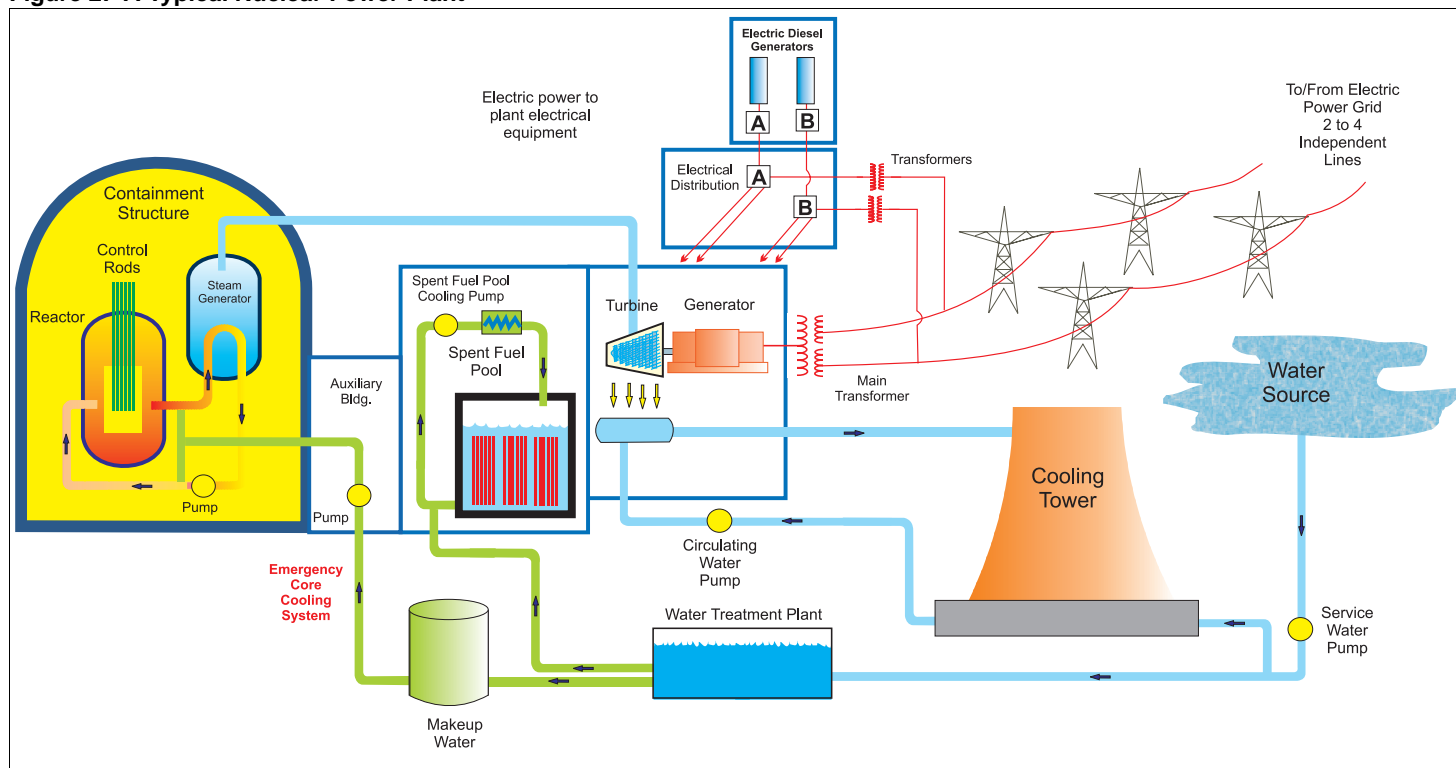 Electric Diesel
Generators
A
B
Electric power to
plant electrical
equipment
To/From Electric
Power Grid
2 to 4
Independent
Lines
Electrical
Distribution
A
B
Transformers
Containment
Structure
Control
Rods
Steam
Generator
Reactor
Pump
Auxiliary
Bldg.
Pump
Spent Fuel Pool
Cooling Pump
Spent Fuel
Pool
Turbine
Generator
Main
Transformer
Water
Source
Cooling
Tower
Circulating
Water
Pump
Service
Water
Pump
Emergency
Core
Cooling
System
Water Treatment Plant
Makeup
Water